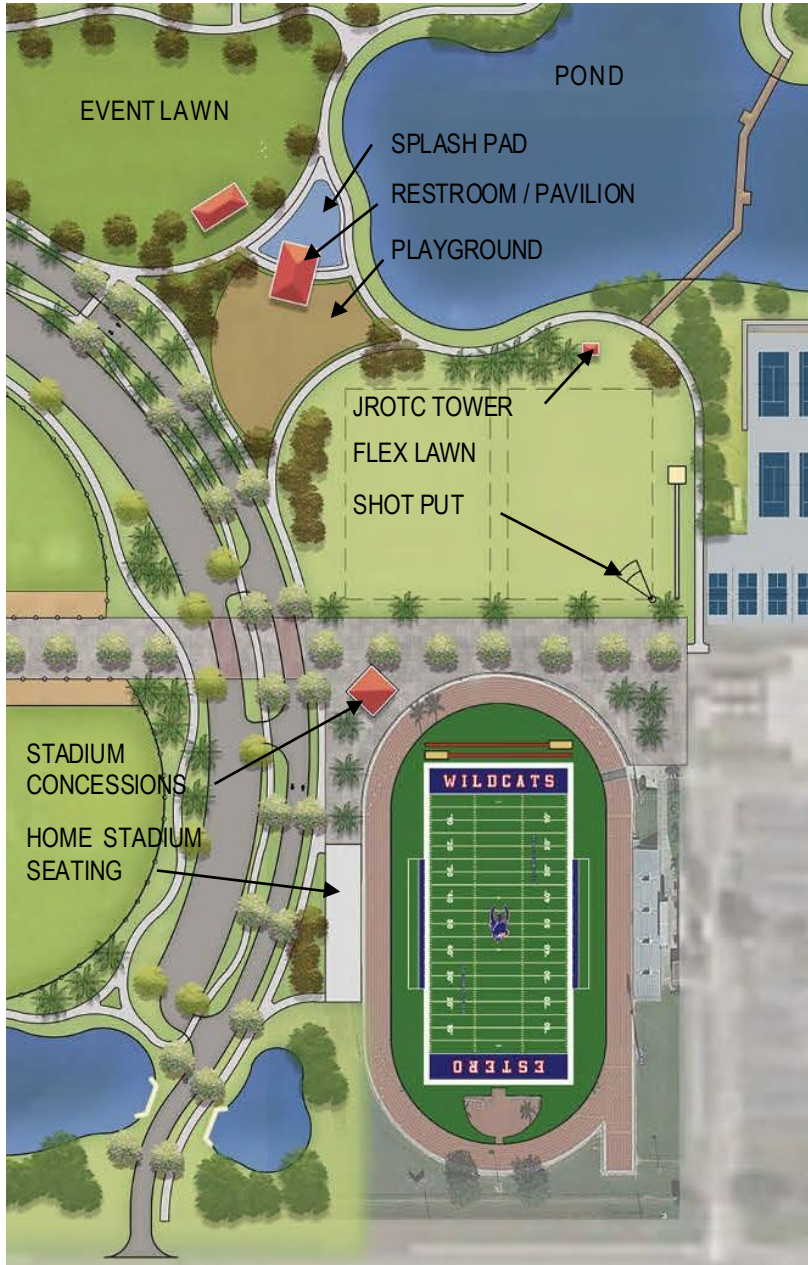 POND
EVENT LAWN
SPLASH PAD
RESTROOM / PAVILION
PLAYGROUND
JROTC TOWER
FLEX LAWN
SHOT PUT
STADIUM
CONCESSIONS
WILDCATS
HOME STADIUM
SEATING
ESTERO